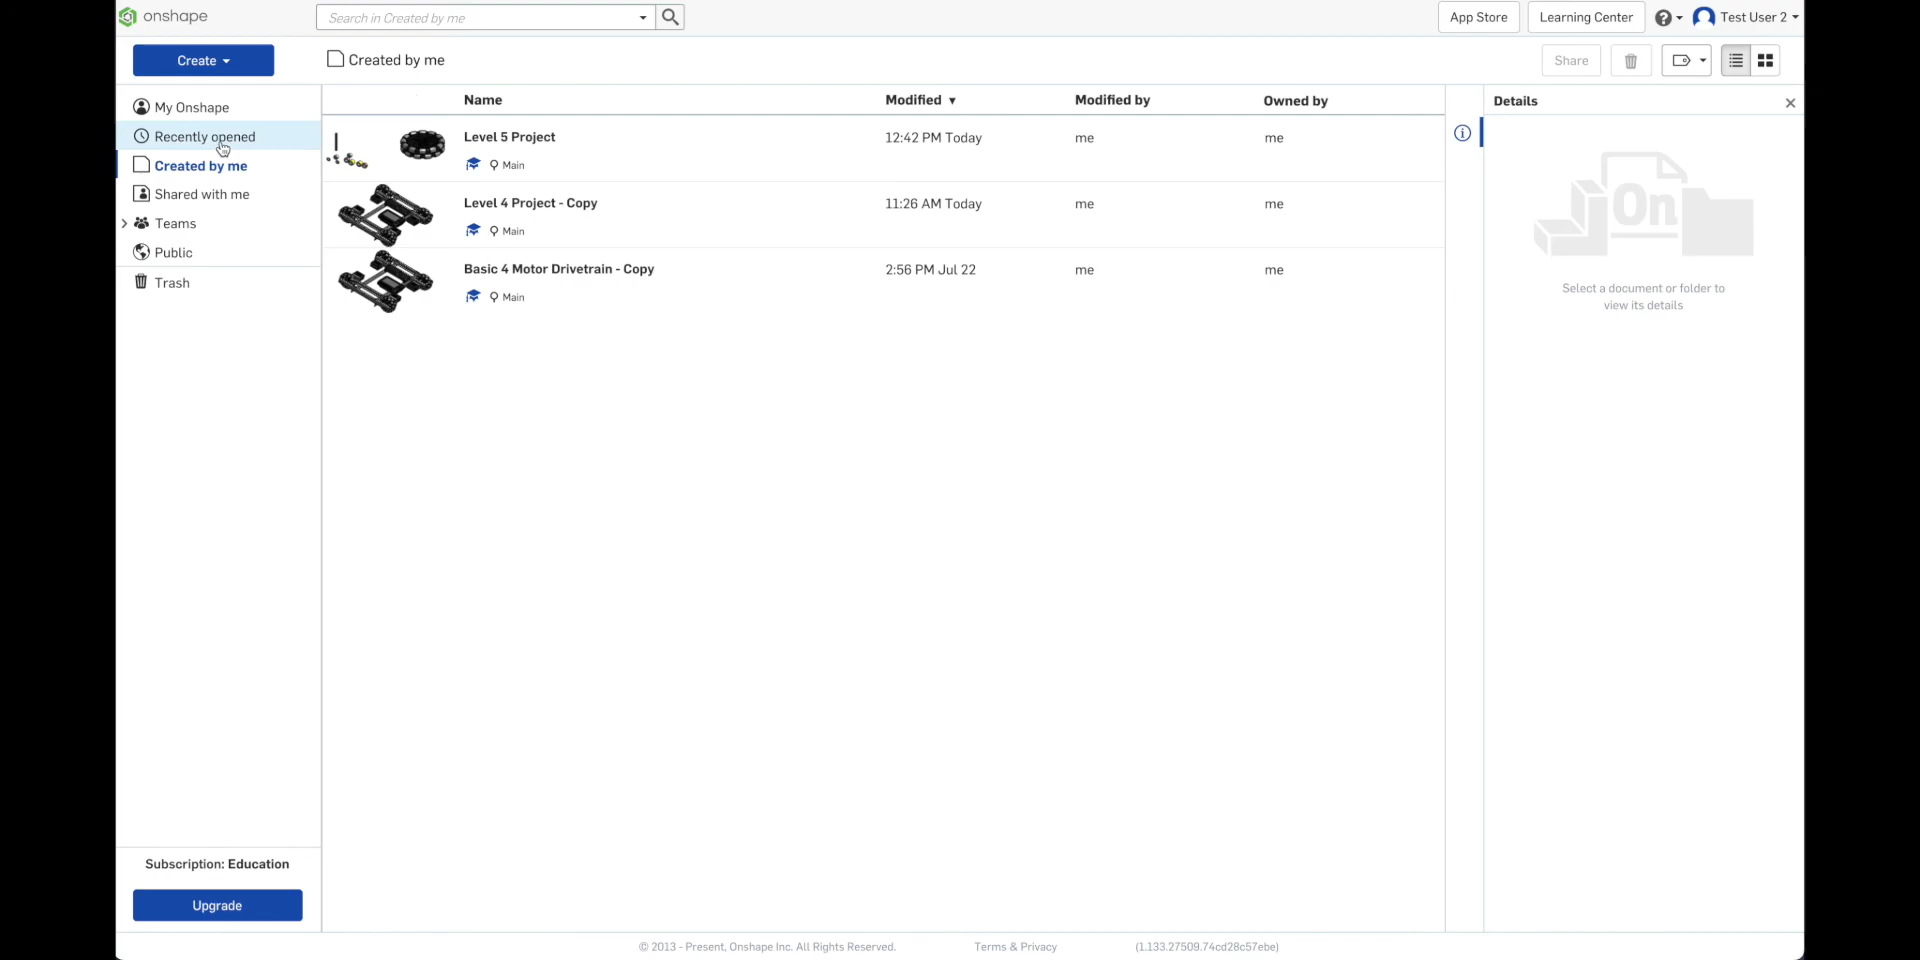 onshape
Search in Created by me
App Store
Learning Center
Test User 2
Create
Created by me
Share
My Onshape
Recently opened
Created by me
Shared with me
Teams
Public
Trash
Name Modified ▼ Modified by Owned by
Level 5 Project 12:42 PM Today me me
Main
Level 4 Project - Copy 11:26 AM Today me me
Main
Basic 4 Motor Drivetrain - Copy 2:56 PM Jul 22 me me
Main
Details
On
Select a document or folder to
view its details
Subscription: Education
Upgrade
© 2013 - Present, Onshape Inc. All Rights Reserved. Terms & Privacy (1.133.27509.74cd28c57ebe)